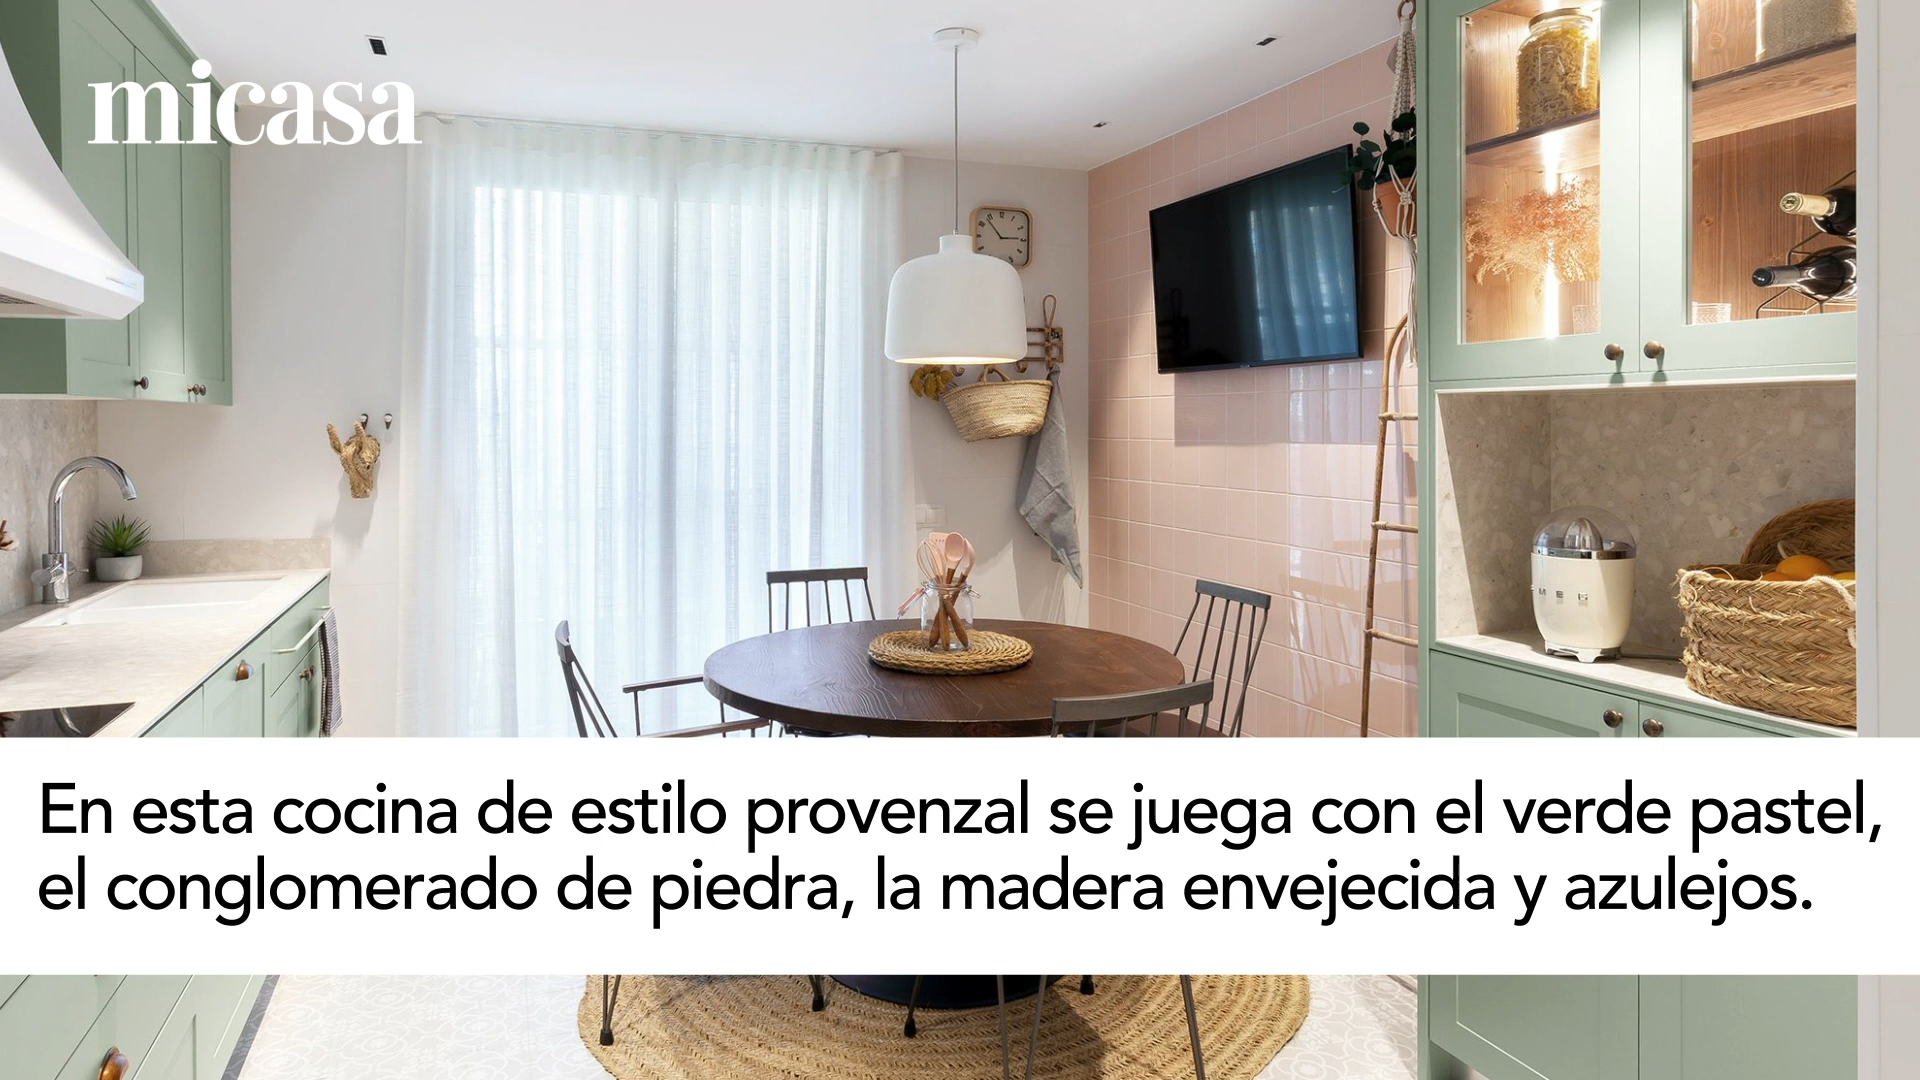 micasa
SMEG
En esta cocina de estilo provenzal se juega con el verde pastel,
el conglomerado de piedra, la madera envejecida y azulejos.